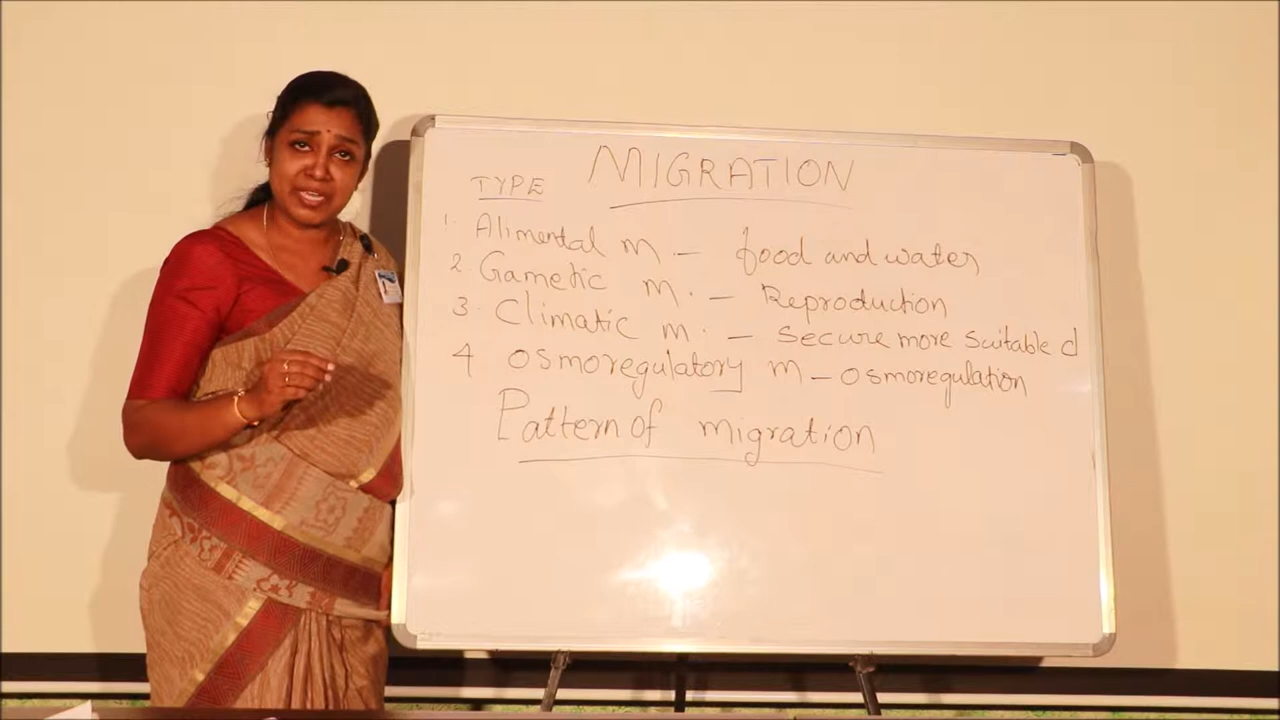 MIGRATION
TYPE
1. Alimental m. – food and water
2. Gametic m. – Reproduction
3. Climatic m. – Secure more suitable d
4 Osmoregulatory m – Osmoregulation
Pattern of migration